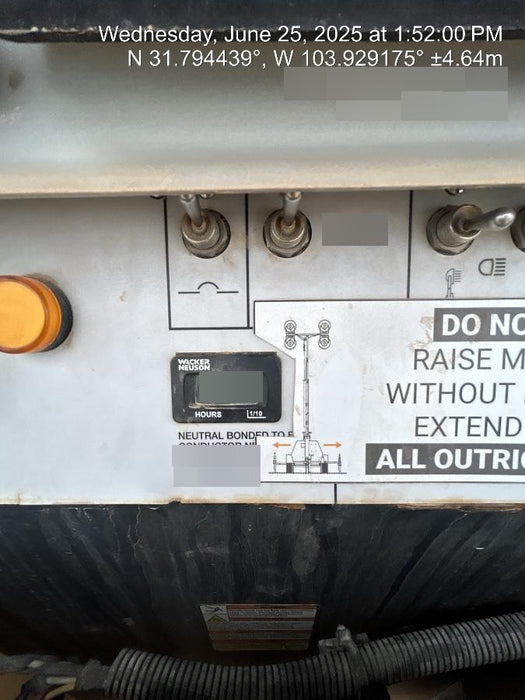 Wednesday, June 25, 2025 at 1:52:00 PM
N 31.794439°, W 103.929175° ±4.64m
WACKER
NEUSON
HOURS 1/10
NEUTRAL BONDED TO
DO NO
RAISE M
WITHOUT
EXTEND
ALL OUTRIG